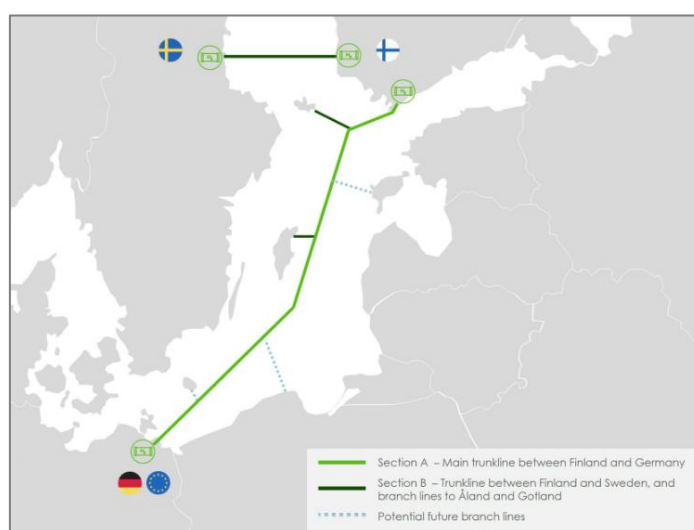 Section A – Main trunkline between Finland and Germany
Section B – Trunkline between Finland and Sweden, and
branch lines to Åland and Gotland
Potential future branch lines